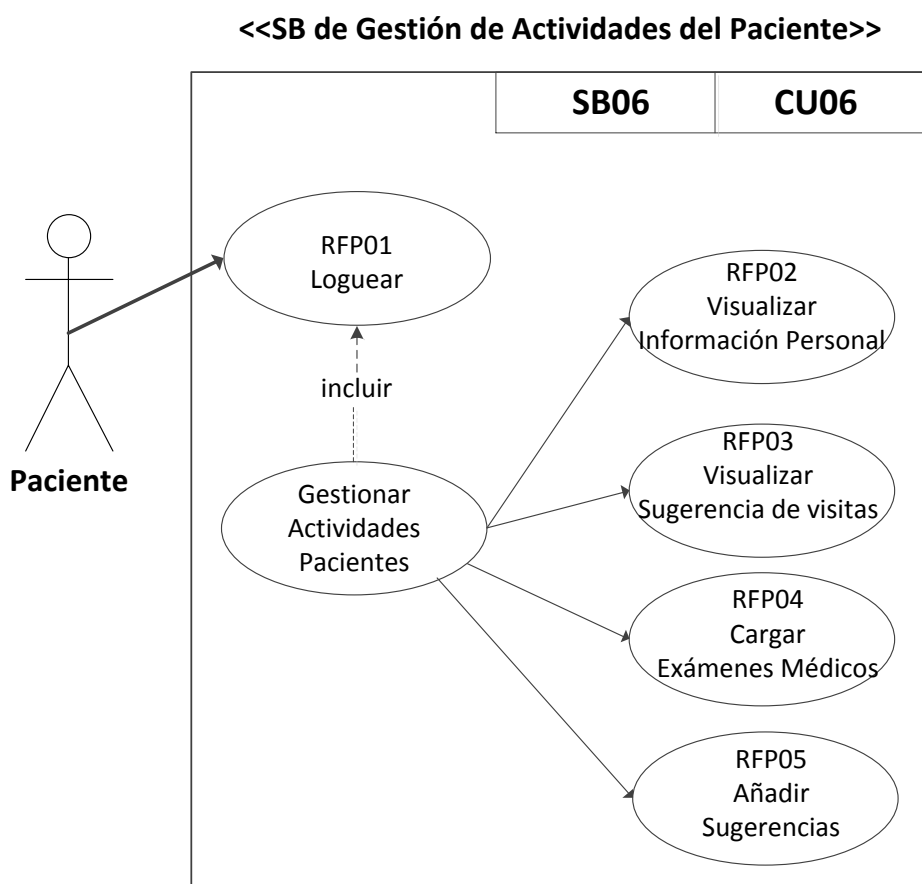 <<SB de Gestión de Actividades del Paciente>>
SB06
CU06
RFP01
Loguear
RFP02
Visualizar
Información Personal
incluir
Paciente
RFP03
Visualizar
Sugerencia de visitas
Gestionar
Actividades
Pacientes
RFP04
Cargar
Exámenes Médicos
RFP05
Añadir
Sugerencias